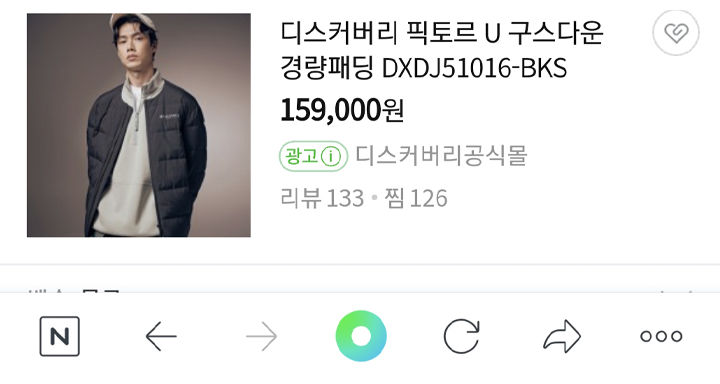 디스커버리 픽토르 U 구스다운
경량패딩 DXDJ51016-BKS
159,000원
광고 디스커버리공식몰
리뷰 133 • 찜 126
N